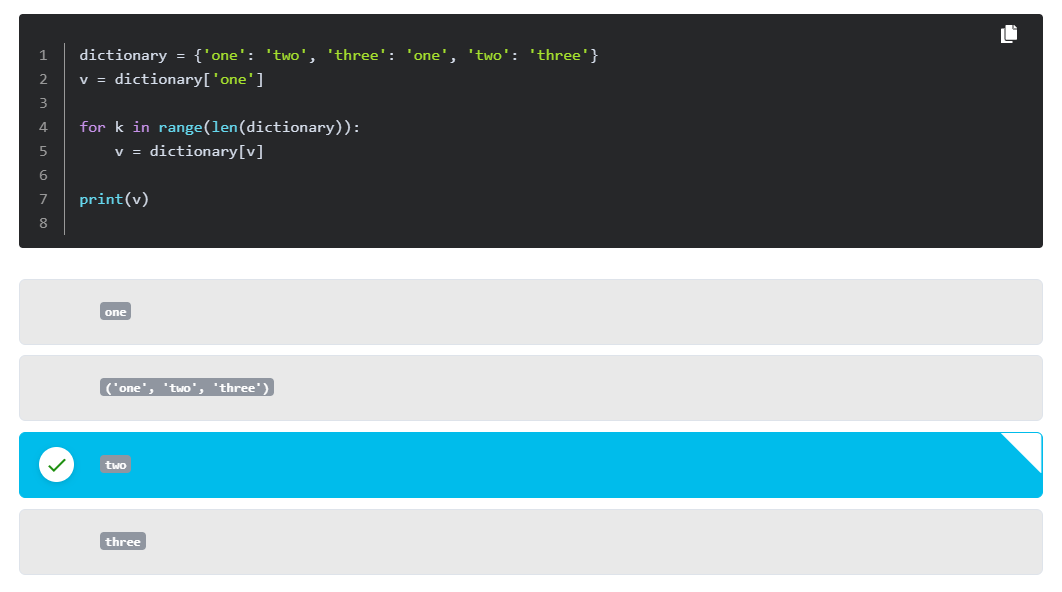 1 dictionary = {'one': 'two', 'three': 'one', 'two': 'three'}
2 v = dictionary['one']
3
4 for k in range(len(dictionary)):
5     v = dictionary[v]
6
7 print(v)
8
one
('one', 'two', 'three')
two
three